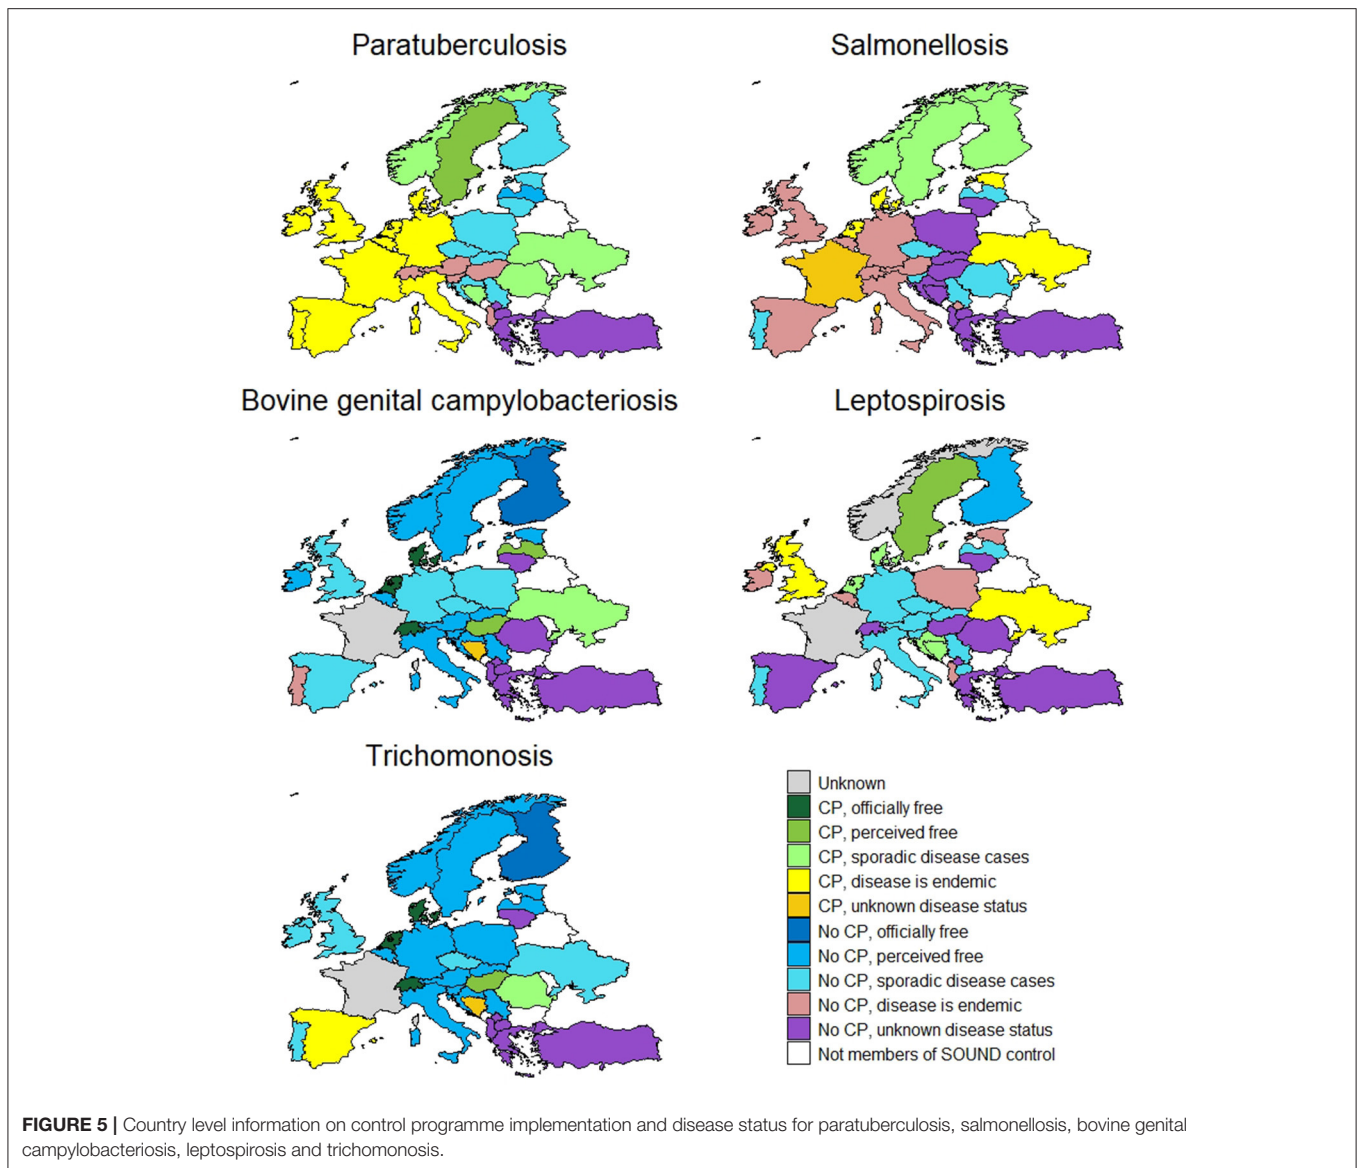 Paratuberculosis
Salmonellosis
Bovine genital campylobacteriosis
Leptospirosis
Trichomonosis
Unknown
CP, officially free
CP, perceived free
CP, sporadic disease cases
CP, disease is endemic
CP, unknown disease status
No CP, officially free
No CP, perceived free
No CP, sporadic disease cases
No CP, disease is endemic
No CP, unknown disease status
Not members of SOUND control
FIGURE 5 | Country level information on control programme implementation and disease status for paratuberculosis, salmonellosis, bovine genital
campylobacteriosis, leptospirosis and trichomonosis.